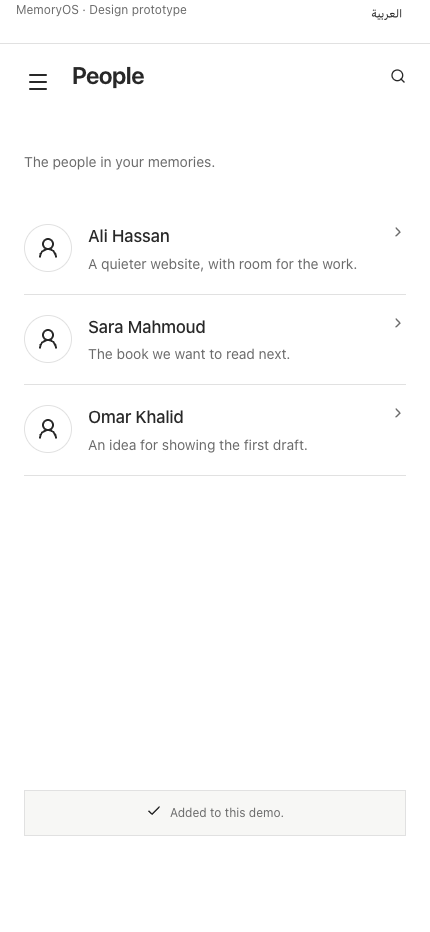 MemoryOS · Design prototype
العربية
People
The people in your memories.
Ali Hassan
A quieter website, with room for the work.
Sara Mahmoud
The book we want to read next.
Omar Khalid
An idea for showing the first draft.
Added to this demo.